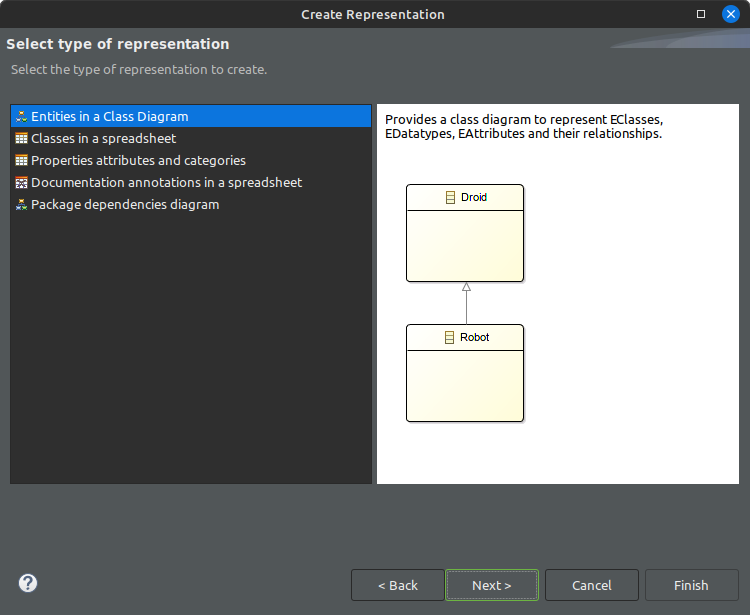 Create Representation
Select type of representation
Select the type of representation to create.
Entities in a Class Diagram
Classes in a spreadsheet
Properties attributes and categories
Documentation annotations in a spreadsheet
Package dependencies diagram
Provides a class diagram to represent EClasses,
EDatatypes, EAttributes and their relationships.
Droid
Robot
?
< Back
Next >
Cancel
Finish